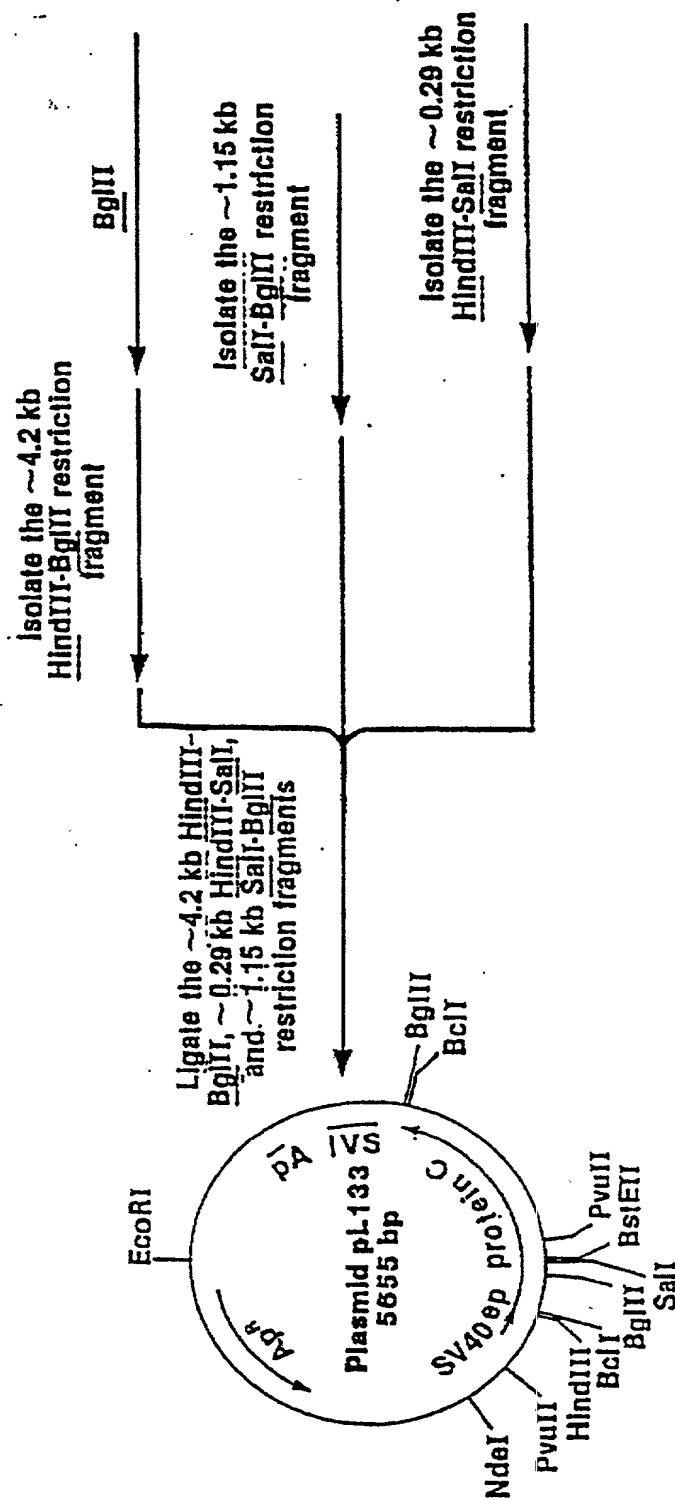 BglII
Isolate the ~4.2 kb
HindIII-BglII restriction
fragment
Isolate the ~1.15 kb
SalI-BglII restriction
fragment
Isolate the ~0.29 kb
HindIII-SalI restriction
fragment
Ligate the ~4.2 kb HindIII-
BglII, ~0.29 kb HindIII-SalI,
and ~1.15 kb SalI-BglII
restriction fragments
EcoRI
ApR
pA
SVI
Plasmid pL133
5655 bp
SV40ep
protein C
BglII
BclI
PvuII
BstEII
SalI
BglII
BclI
HindIII
PvuII
NdeI